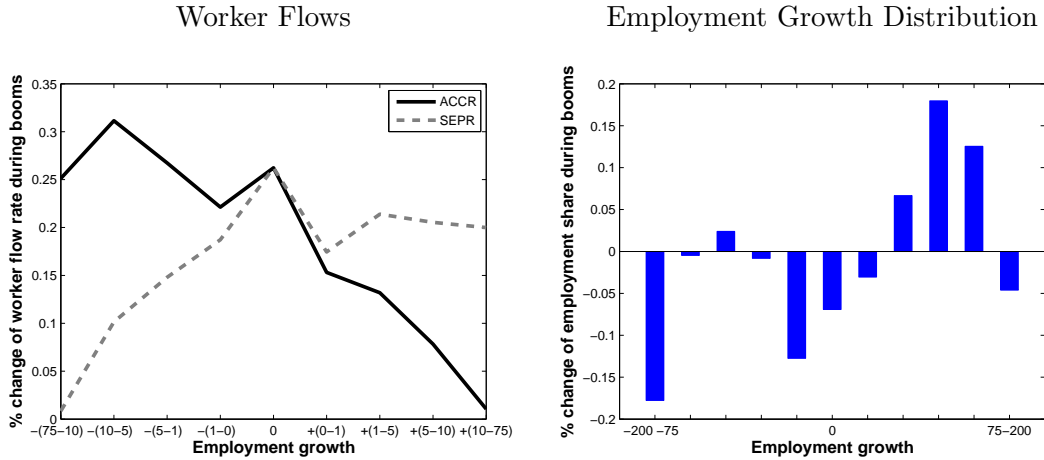 Worker Flows
Employment Growth Distribution
% change of worker flow rate during booms
0.35
0.3
0.25
0.2
0.15
0.1
0.05
0
ACCR
SEPR
−(75−10) −(10−5) −(5−1) −(1−0) 0 +(0−1) +(1−5) +(5−10) +(10−75)
Employment growth
% change of employment share during booms
0.2
0.15
0.1
0.05
0
−0.05
−0.1
−0.15
−0.2
−200 −75 0 75−200
Employment growth